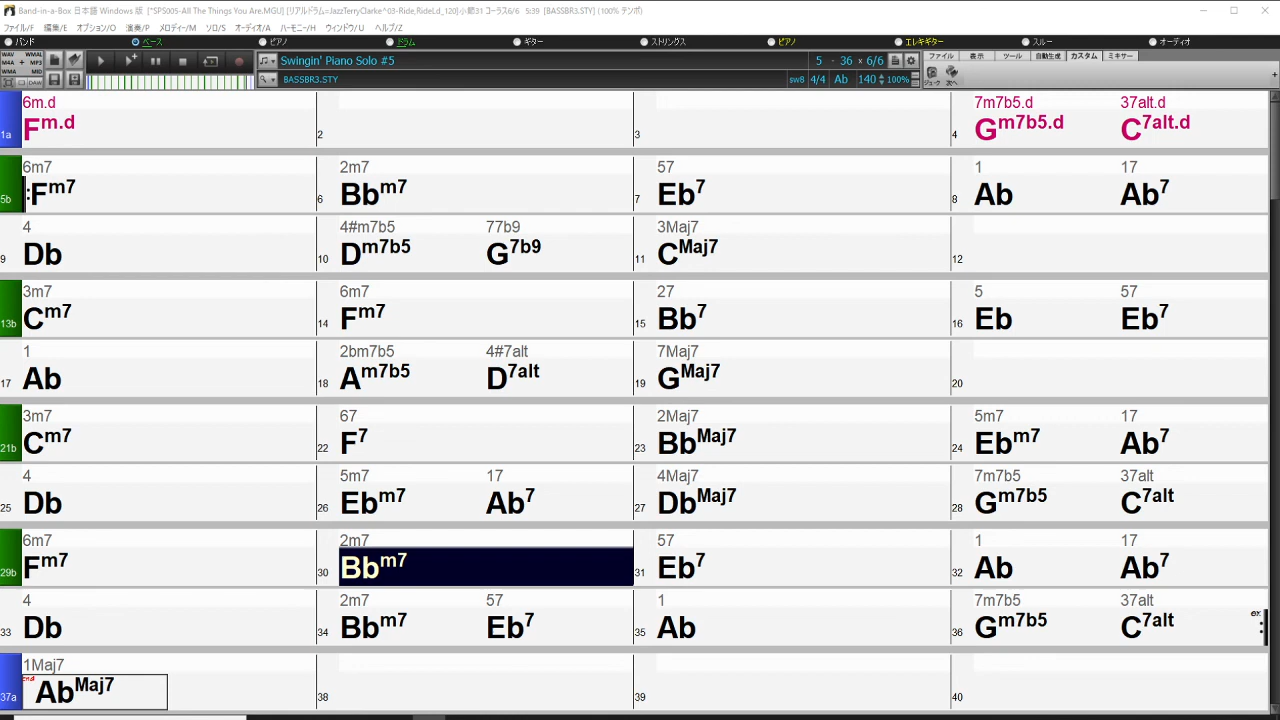 Band-in-a-Box 日本語 Windows 版 [*SPS005-All The Things You Are.MGU] [リアルドラム=JazzTerryClarke^03-Ride,RideLd_120]小節31 コーラス6/6 5:39 [BASSBR3.STY] (100% テンポ)
ファイル/F 編集/E オプション/O 演奏/P メロディー/M ソロ/S オーディオ/A ハーモニー/H ウィンドウ/U ヘルプ/Z
バンド ベース ピアノ ドラム ギター ストリングス ピアノ エレキギター スルー オーディオ
WAV WMAL M4A + MP3 WMA MIDI DAW
Swingin' Piano Solo #5 5 - 36 x 6/6
BASSBR3.STY sw8 4/4 Ab 140 100%
ファイル 表示 ツール 自動生成 カスタム ミキサー
ジューク 次へ
6m.d 7m7b5.d 37alt.d
1a Fm.d 2 3 4 Gm7b5.d C7alt.d
6m7 2m7 57 1 17
5b :Fm7 6 Bbm7 7 Eb7 8 Ab Ab7
4 4#m7b5 77b9 3Maj7
9 Db 10 Dm7b5 G7b9 11 CMaj7 12
3m7 6m7 27 5 57
13b Cm7 14 Fm7 15 Bb7 16 Eb Eb7
1 2bm7b5 4#7alt 7Maj7
17 Ab 18 Am7b5 D7alt 19 GMaj7 20
3m7 67 2Maj7 5m7 17
21b Cm7 22 F7 23 BbMaj7 24 Ebm7 Ab7
4 5m7 17 4Maj7 7m7b5 37alt
25 Db 26 Ebm7 Ab7 27 DbMaj7 28 Gm7b5 C7alt
6m7 2m7 57 1 17
29b Fm7 30 Bbm7 31 Eb7 32 Ab Ab7
4 2m7 57 1 7m7b5 37alt
33 Db 34 Bbm7 Eb7 35 Ab 36 Gm7b5 C7alt :
1Maj7
37a End AbMaj7 38 39 40